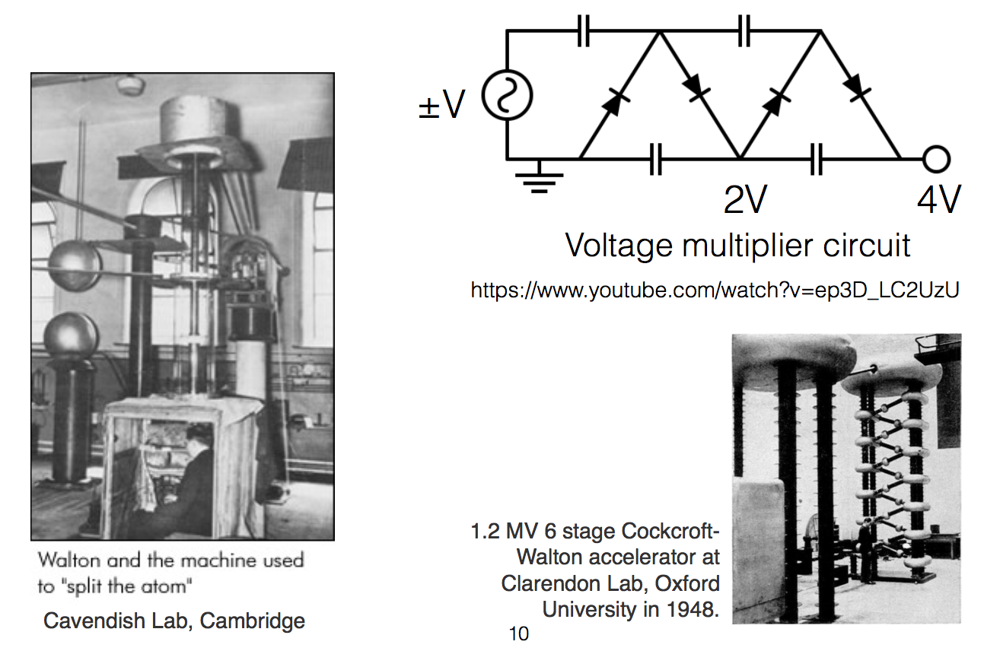 ±V
2V
4V
Voltage multiplier circuit
https://www.youtube.com/watch?v=ep3D_LC2UzU
Walton and the machine used
to "split the atom"
Cavendish Lab, Cambridge
1.2 MV 6 stage Cockcroft-
Walton accelerator at
Clarendon Lab, Oxford
University in 1948.
10